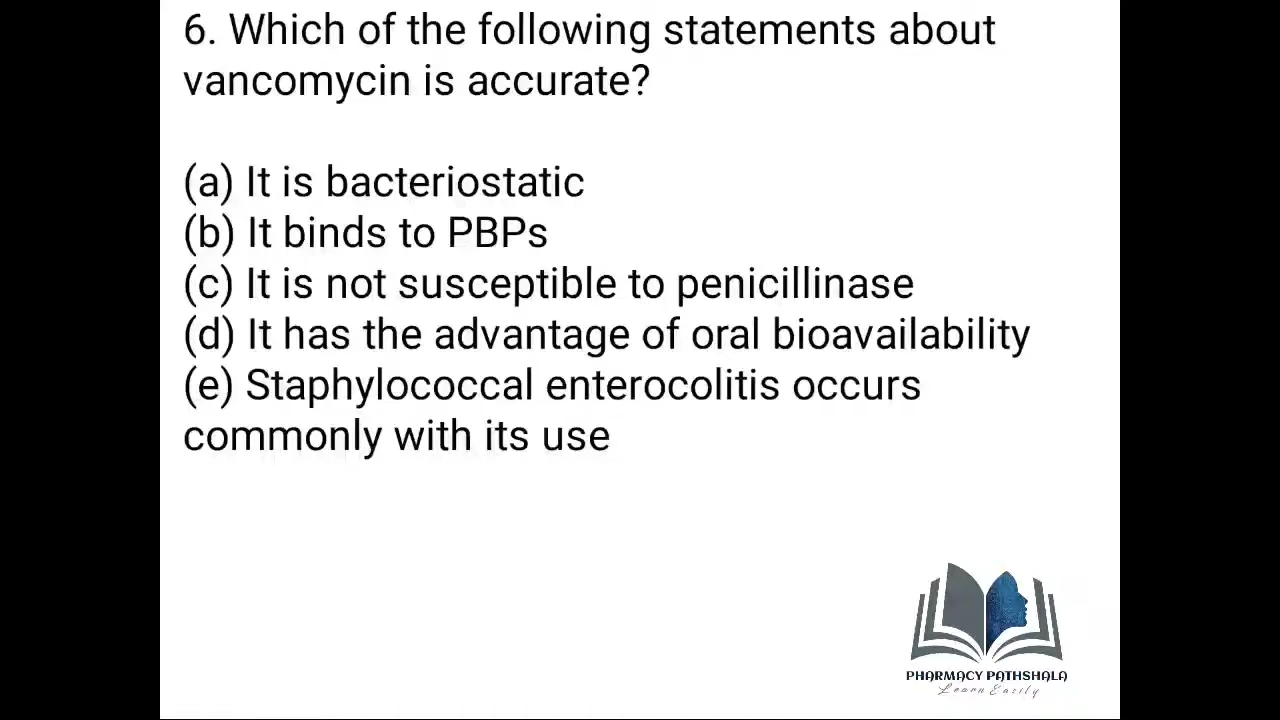 6. Which of the following statements about
vancomycin is accurate?
(a) It is bacteriostatic
(b) It binds to PBPs
(c) It is not susceptible to penicillinase
(d) It has the advantage of oral bioavailability
(e) Staphylococcal enterocolitis occurs
commonly with its use
PHARMACY PATHSHALA
Learn Easily